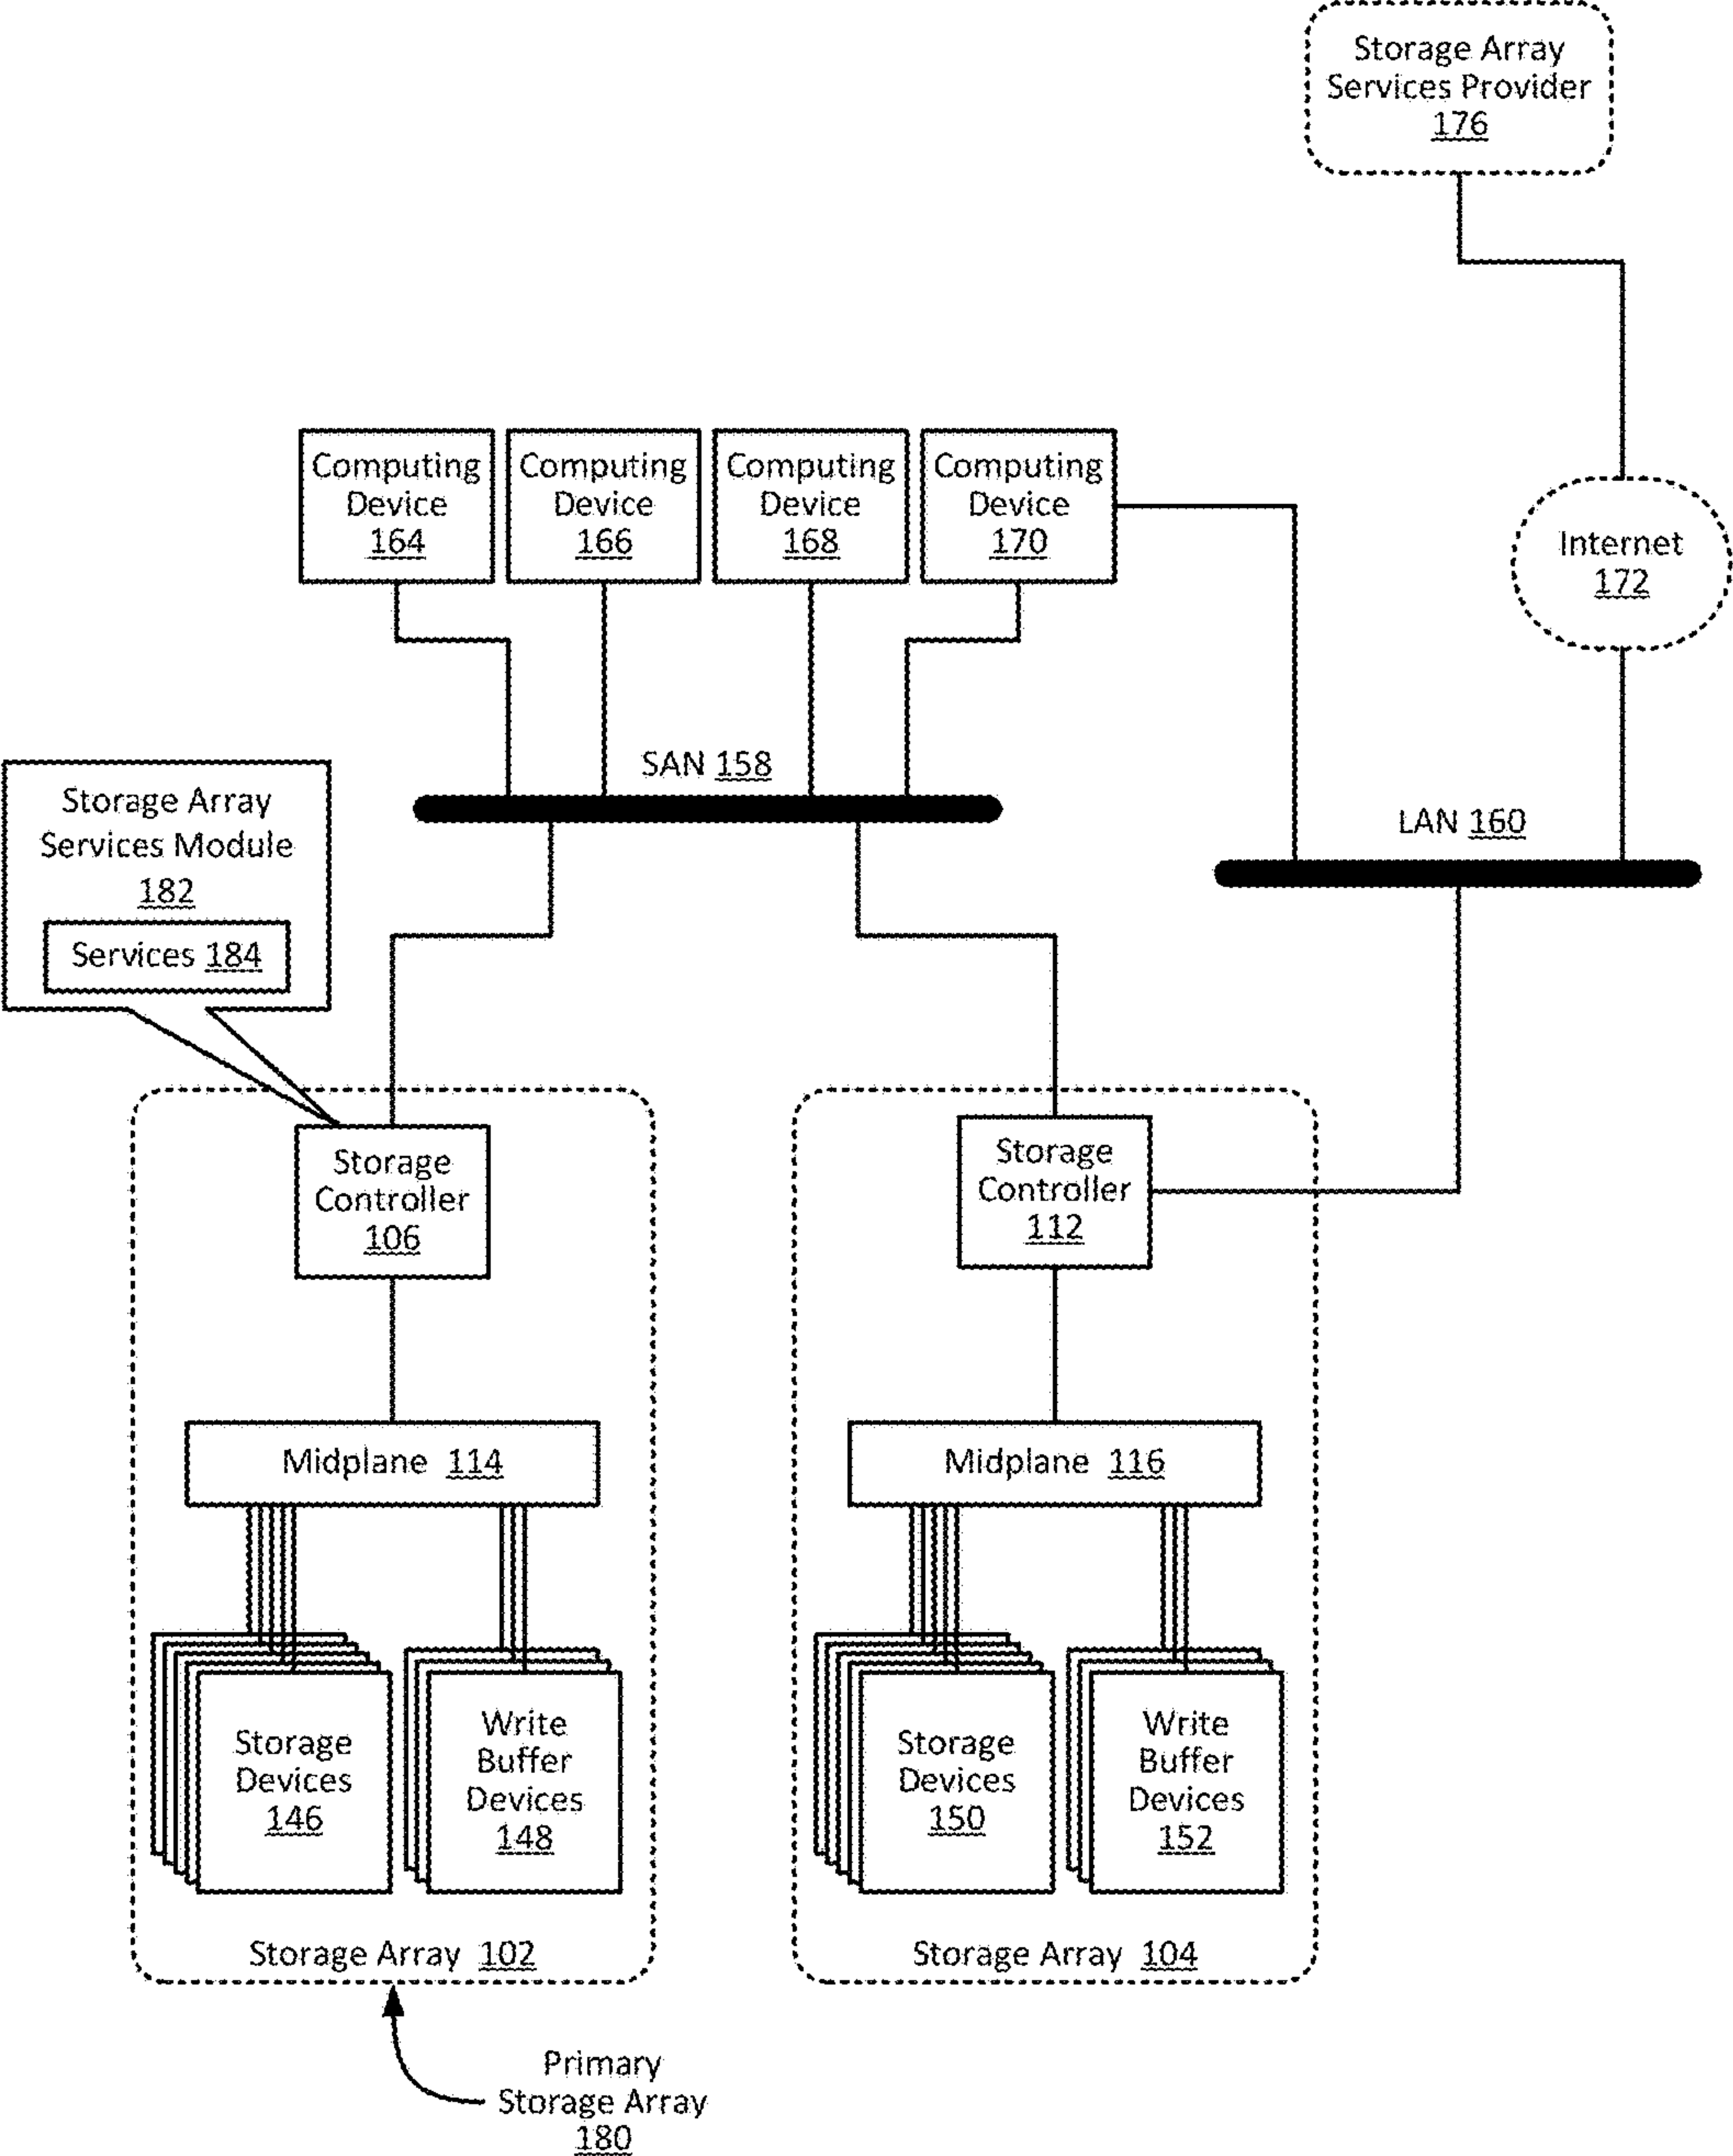 Storage Array
Services Provider
176
Computing
Device
164
Computing
Device
166
Computing
Device
168
Computing
Device
170
Internet
172
SAN 158
LAN 160
Storage Array
Services Module
182
Services 184
Storage
Controller
106
Storage
Controller
112
Midplane 114
Midplane 116
Storage
Devices
146
Write
Buffer
Devices
148
Storage
Devices
150
Write
Buffer
Devices
152
Storage Array 102
Storage Array 104
Primary
Storage Array
180